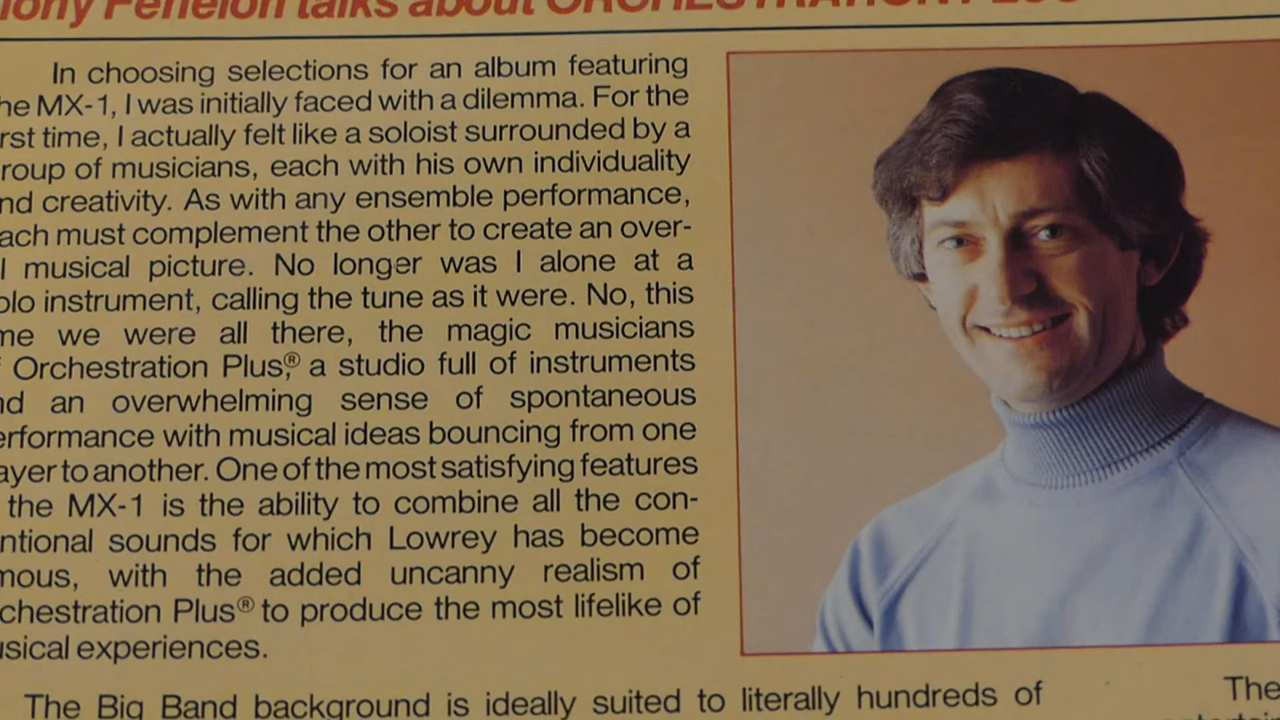 Tony Fenelon talks about ORCHESTRATION PLUS
In choosing selections for an album featuring
he MX-1, I was initially faced with a dilemma. For the
rst time, I actually felt like a soloist surrounded by a
roup of musicians, each with his own individuality
nd creativity. As with any ensemble performance,
ach must complement the other to create an over-
l musical picture. No longer was I alone at a
olo instrument, calling the tune as it were. No, this
me we were all there, the magic musicians
Orchestration Plus,® a studio full of instruments
nd an overwhelming sense of spontaneous
erformance with musical ideas bouncing from one
ayer to another. One of the most satisfying features
the MX-1 is the ability to combine all the con-
ntional sounds for which Lowrey has become
mous, with the added uncanny realism of
chestration Plus® to produce the most lifelike of
usical experiences.
The Big Band background is ideally suited to literally hundreds of
The